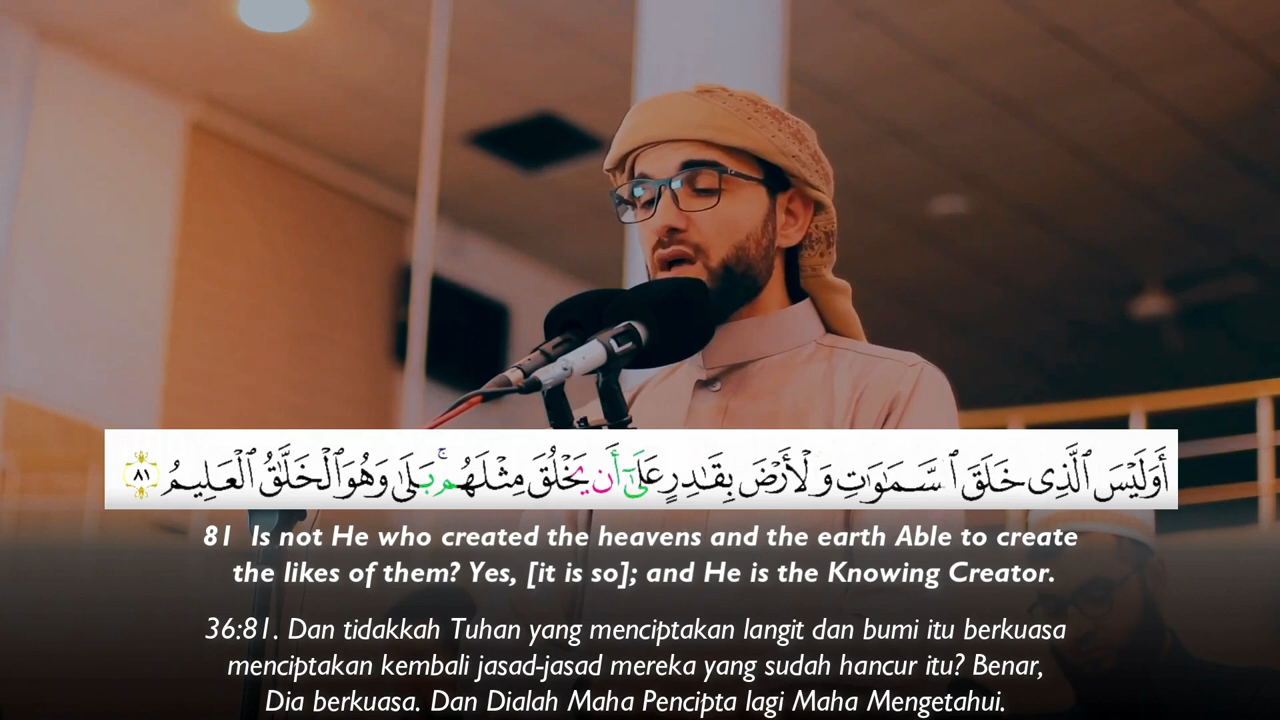 أَوَلَيْسَ ٱلَّذِى خَلَقَ ٱلسَّمَـٰوَٰتِ وَٱلْأَرْضَ بِقَـٰدِرٍ عَلَىٰٓ أَن يَخْلُقَ مِثْلَهُم ۚ بَلَىٰ وَهُوَ ٱلْخَلَّـٰقُ ٱلْعَلِيمُ ٨١
81 Is not He who created the heavens and the earth Able to create
the likes of them? Yes, [it is so]; and He is the Knowing Creator.
36:81. Dan tidakkah Tuhan yang menciptakan langit dan bumi itu berkuasa
menciptakan kembali jasad-jasad mereka yang sudah hancur itu? Benar,
Dia berkuasa. Dan Dialah Maha Pencipta lagi Maha Mengetahui.